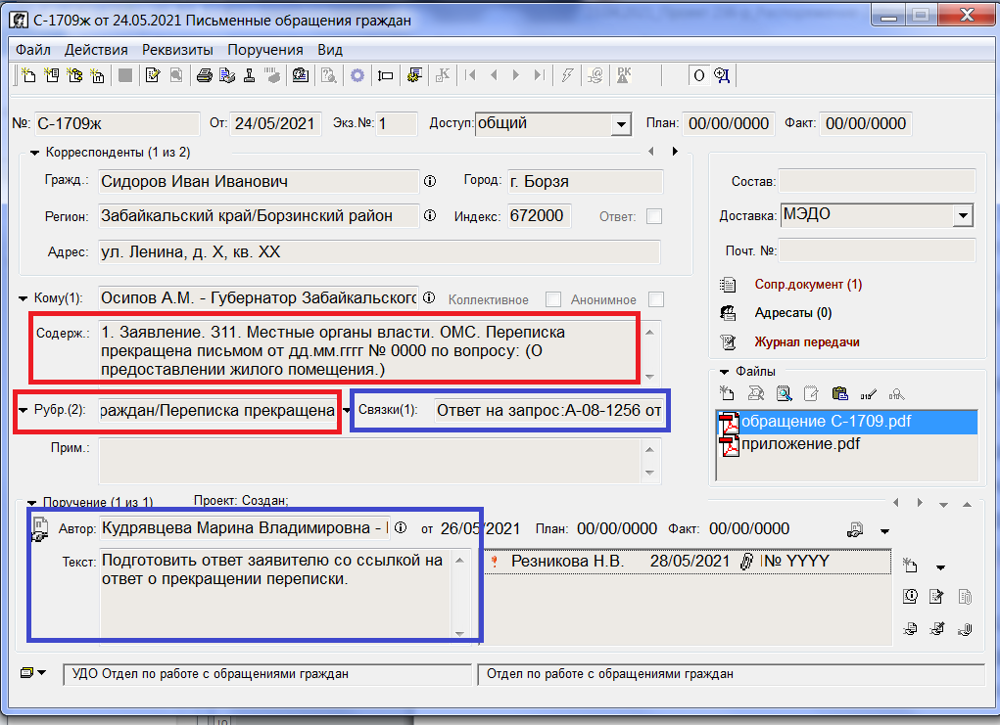 С-1709ж от 24.05.2021 Письменные обращения граждан
Файл Действия Реквизиты Поручения Вид
№: С-1709ж От: 24/05/2021 Экз.№: 1 Доступ: общий План: 00/00/0000 Факт: 00/00/0000
Корреспонденты (1 из 2)
Гражд.: Сидоров Иван Иванович Город: г. Борзя
Регион: Забайкальский край/Борзинский район Индекс: 672000 Ответ:
Адрес: ул. Ленина, д. Х, кв. ХХ
Состав:
Доставка: МЭДО
Почт. №:
Кому(1): Осипов А.М. - Губернатор Забайкальског Коллективное Анонимное
Сопр.документ (1)
Адресаты (0)
Журнал передачи
Содерж.: 1. Заявление. 311. Местные органы власти. ОМС. Переписка
прекращена письмом от дд.мм.гггг № 0000 по вопросу: (О
предоставлении жилого помещения.)
Рубр.(2): раждан/Переписка прекращена Связки(1): Ответ на запрос:А-08-1256 от
Прим.:
Файлы
обращение С-1709.pdf
приложение.pdf
Поручение (1 из 1) Проект: Создан;
Автор: Кудрявцева Марина Владимировна - от 26/05/2021 План: 00/00/0000 Факт: 00/00/0000
Текст: Подготовить ответ заявителю со ссылкой на
ответ о прекращении переписки.
Резникова Н.В. 28/05/2021 № YYYY
УДО Отдел по работе с обращениями граждан Отдел по работе с обращениями граждан